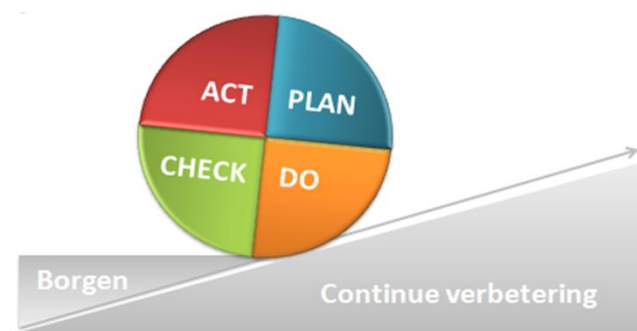 ACT
PLAN
CHECK
DO
Borgen
Continue verbetering